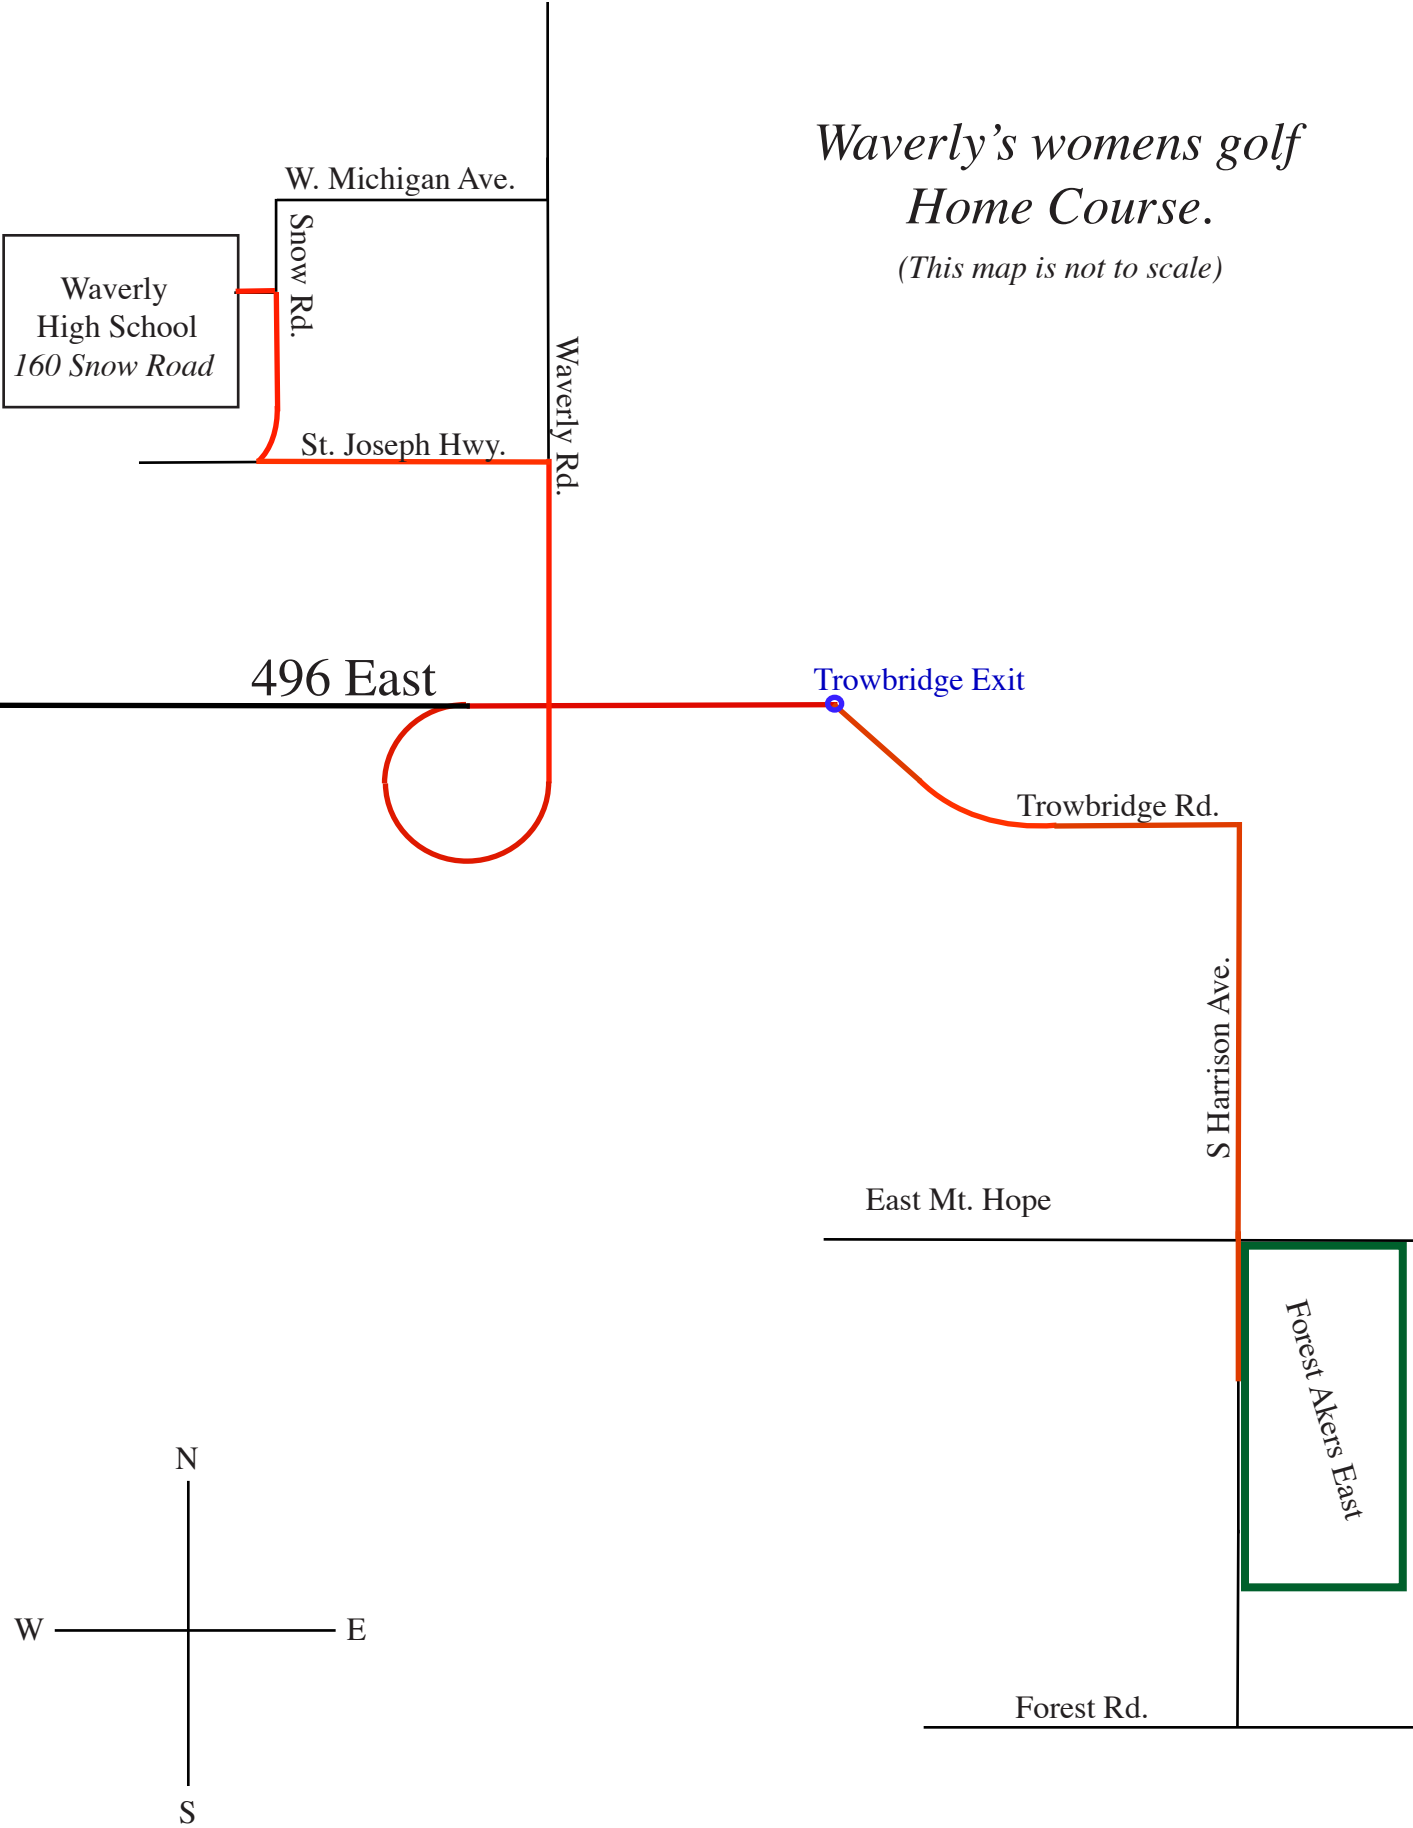 Waverly’s womens golf
Home Course.
(This map is not to scale)
W. Michigan Ave.
Snow Rd.
Waverly
High School
160 Snow Road
Waverly Rd.
St. Joseph Hwy.
496 East
Trowbridge Exit
Trowbridge Rd.
S Harrison Ave.
East Mt. Hope
Forest Akers East
Forest Rd.
N
W
E
S